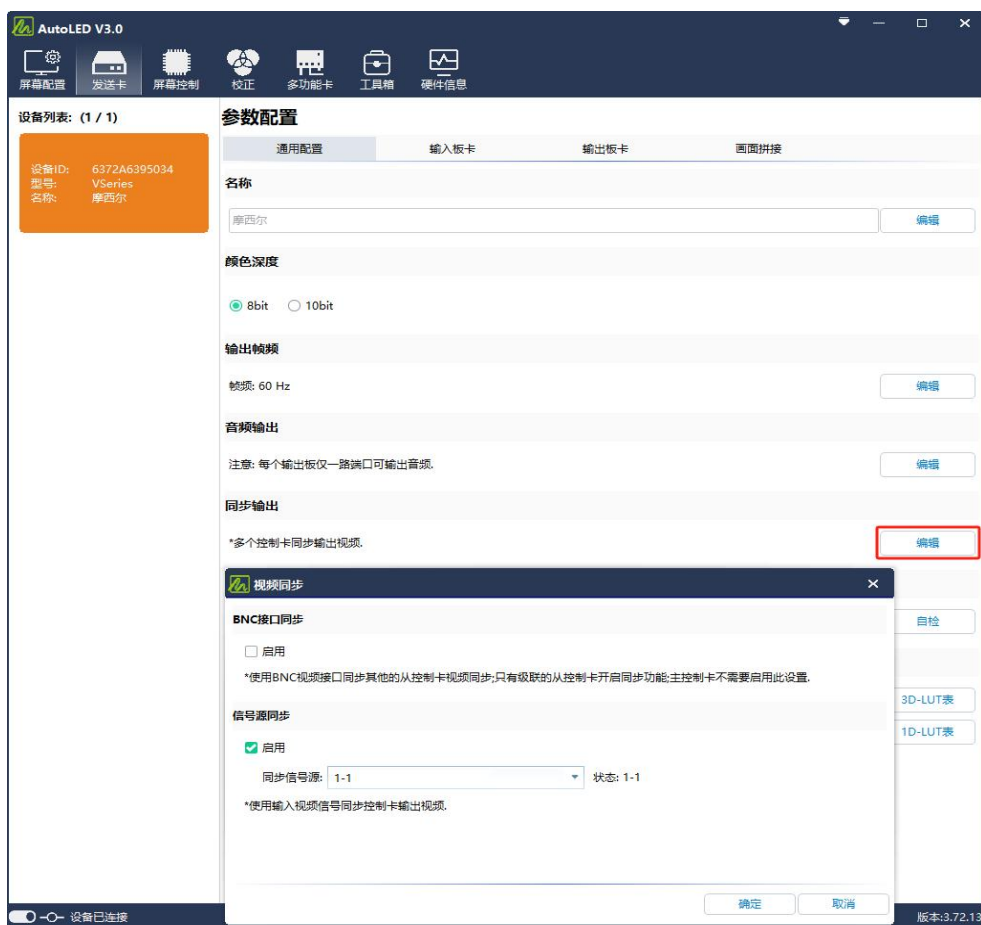 AutoLED V3.0
屏幕配置 发送卡 屏幕控制 校正 多功能卡 工具箱 硬件信息
设备列表: (1 / 1)
设备ID: 6372A6395034
型号: VSeries
名称: 摩西尔
参数配置
通用配置 输入板卡 输出板卡 画面拼接
名称
摩西尔 编辑
颜色深度
8bit 10bit
输出帧频
帧频: 60 Hz 编辑
音频输出
注意: 每个输出板仅一路端口可输出音频. 编辑
同步输出
*多个控制卡同步输出视频. 编辑
视频同步
BNC接口同步
启用
*使用BNC视频接口同步其他的从控制卡视频同步;只有级联的从控制卡开启同步功能;主控制卡不需要启用此设置.
信号源同步
启用
同步信号源: 1-1 状态: 1-1
*使用输入视频信号同步控制卡输出视频.
确定 取消
自检
3D-LUT表
1D-LUT表
设备已连接 版本:3.72.13